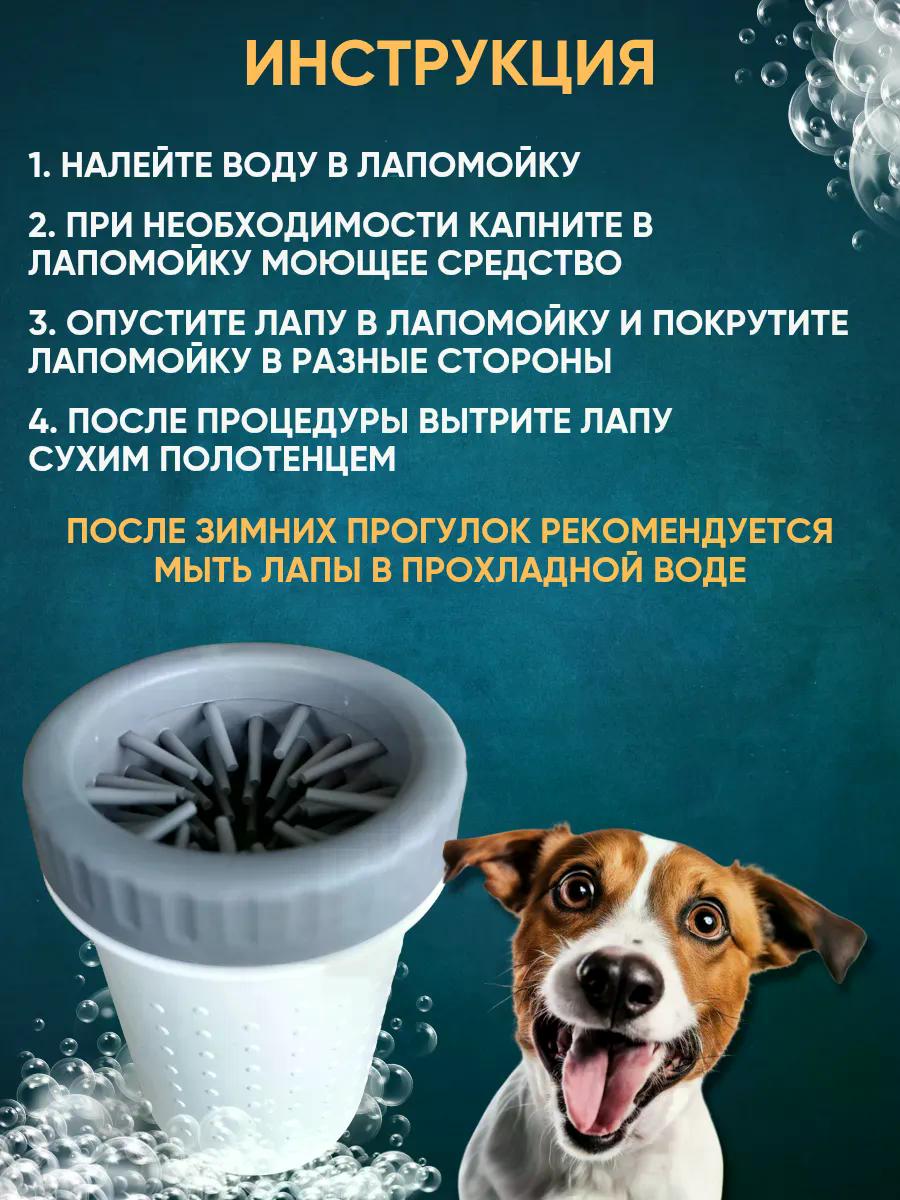 ИНСТРУКЦИЯ
1. НАЛЕЙТЕ ВОДУ В ЛАПОМОЙКУ
2. ПРИ НЕОБХОДИМОСТИ КАПНИТЕ В
ЛАПОМОЙКУ МОЮЩЕЕ СРЕДСТВО
3. ОПУСТИТЕ ЛАПУ В ЛАПОМОЙКУ И ПОКРУТИТЕ
ЛАПОМОЙКУ В РАЗНЫЕ СТОРОНЫ
4. ПОСЛЕ ПРОЦЕДУРЫ ВЫТРИТЕ ЛАПУ
СУХИМ ПОЛОТЕНЦЕМ
ПОСЛЕ ЗИМНИХ ПРОГУЛОК РЕКОМЕНДУЕТСЯ
МЫТЬ ЛАПЫ В ПРОХЛАДНОЙ ВОДЕ